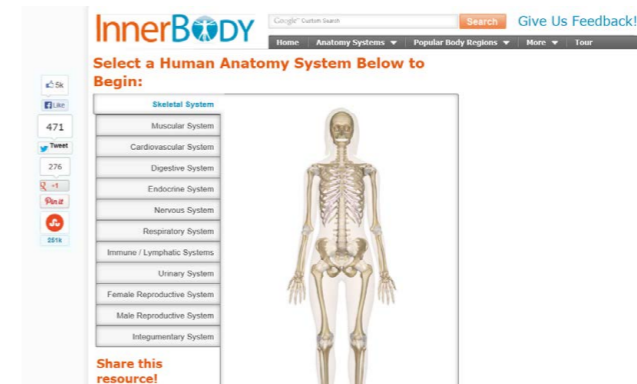 InnerBODY
Google™ Custom Search
Search
Give Us Feedback!
Home Anatomy Systems ▼ Popular Body Regions ▼ More ▼ Tour
Select a Human Anatomy System Below to
Begin:
5k
Like
471
Tweet
276
+1
Pin it
251k
Skeletal System
Muscular System
Cardiovascular System
Digestive System
Endocrine System
Nervous System
Respiratory System
Immune / Lymphatic Systems
Urinary System
Female Reproductive System
Male Reproductive System
Integumentary System
Share this
resource!